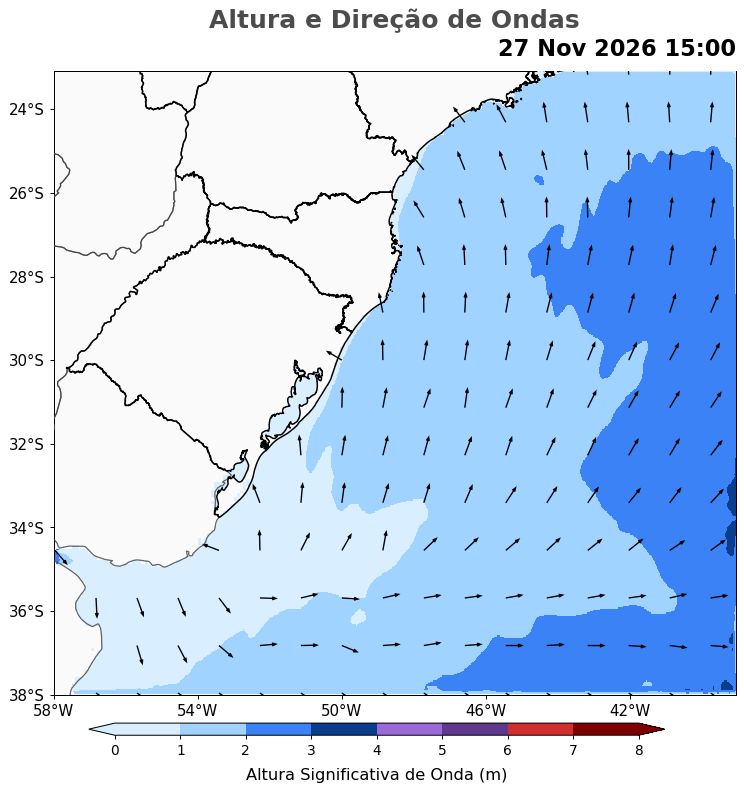 Altura e Direção de Ondas
27 Nov 2026 15:00
24°S
26°S
28°S
30°S
32°S
34°S
36°S
38°S
58°W 54°W 50°W 46°W 42°W
0 1 2 3 4 5 6 7 8
Altura Significativa de Onda (m)